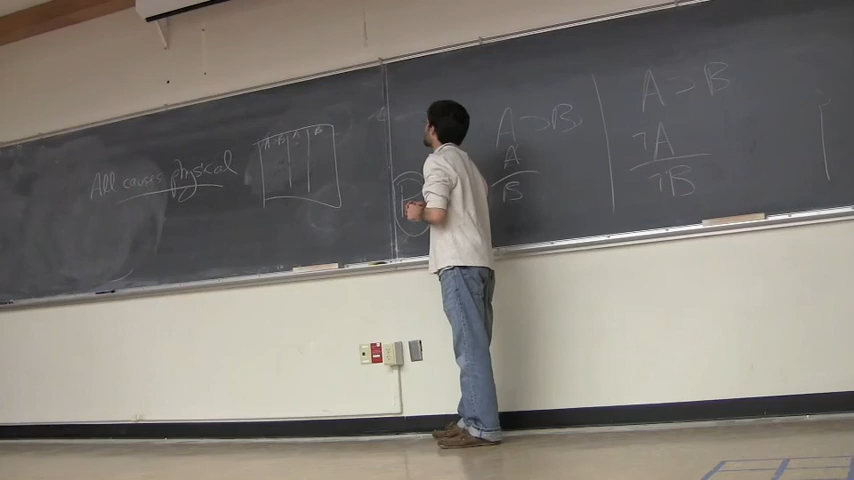 All causes physical
A ⊃ B
A
B
A ⊃ B
¬A
¬B